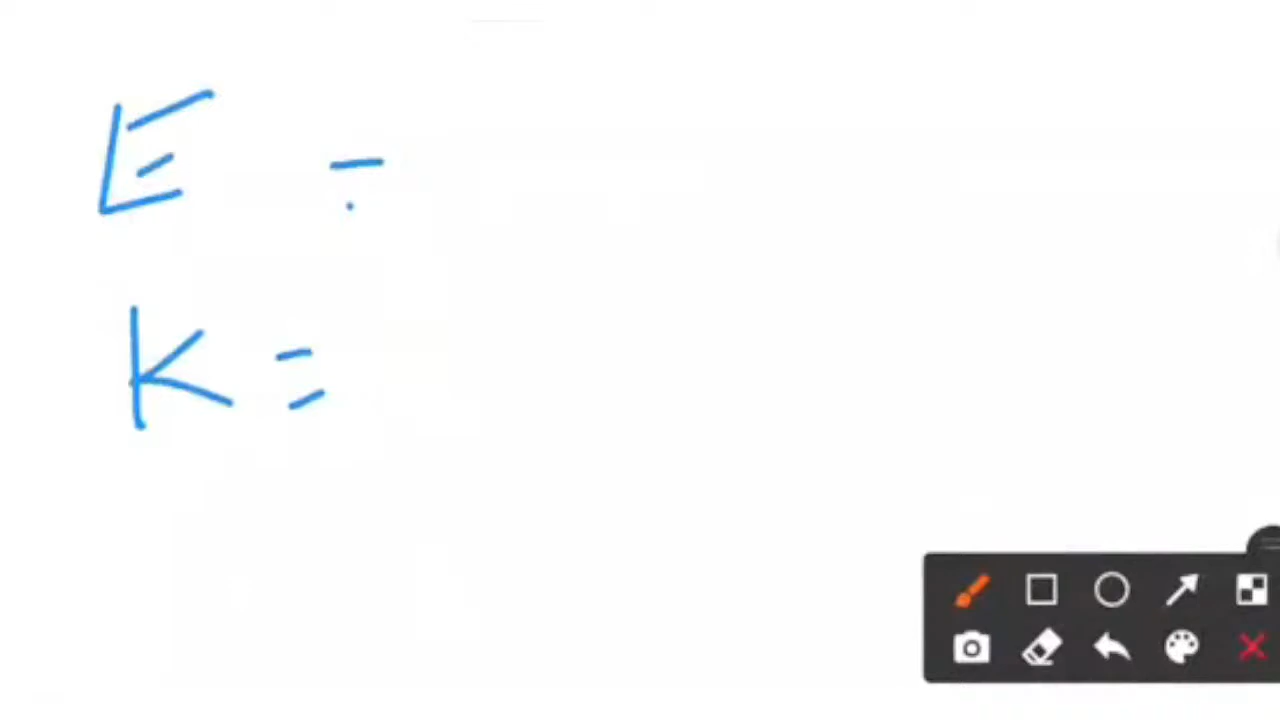 E =
K =